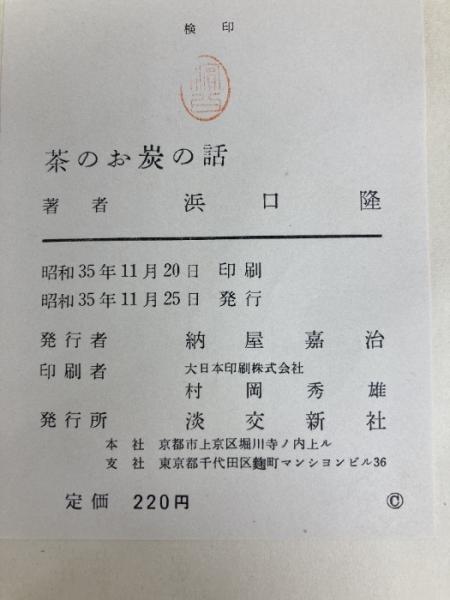 検印
茶のお炭の話
著者 浜口隆
昭和35年11月20日 印刷
昭和35年11月25日 発行
発行者 納屋嘉治
印刷者 大日本印刷株式会社
村岡秀雄
発行所 淡交新社
本社 京都市上京区堀川寺ノ内上ル
支社 東京都千代田区麹町マンシヨンビル36
定価 220円 ©